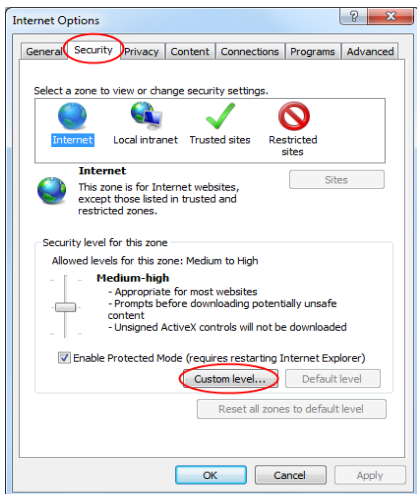 Internet Options
General Security Privacy Content Connections Programs Advanced
Select a zone to view or change security settings.
Internet Local intranet Trusted sites Restricted
sites
Internet
Sites
This zone is for Internet websites,
except those listed in trusted and
restricted zones.
Security level for this zone
Allowed levels for this zone: Medium to High
Medium-high
- Appropriate for most websites
- Prompts before downloading potentially unsafe
content
- Unsigned ActiveX controls will not be downloaded
Enable Protected Mode (requires restarting Internet Explorer)
Custom level... Default level
Reset all zones to default level
OK Cancel Apply